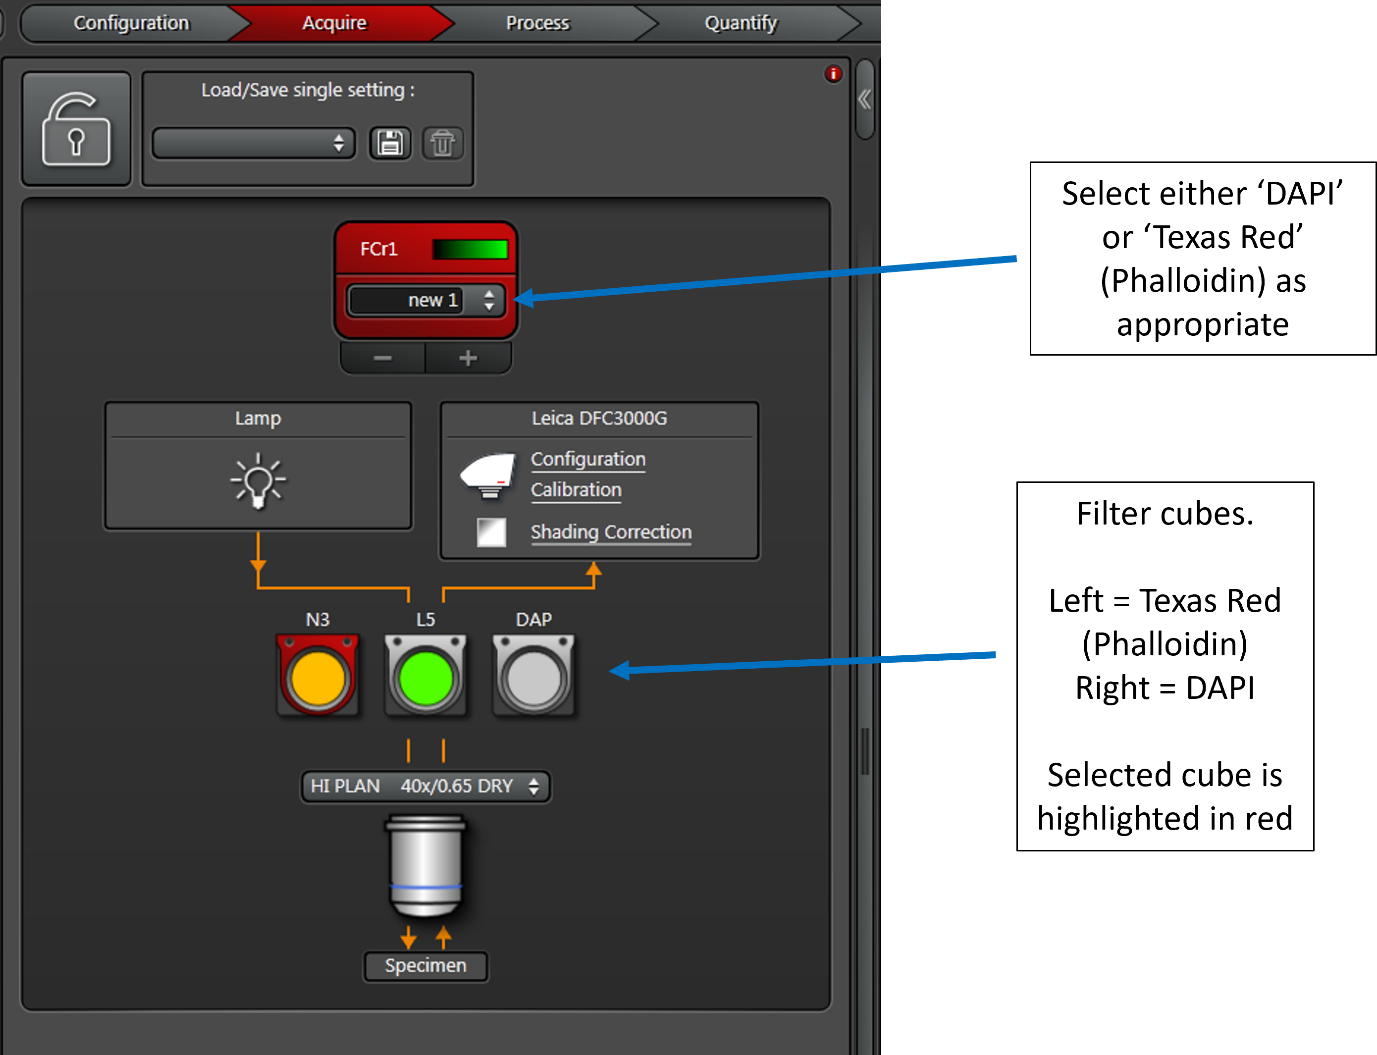 Configuration
Acquire
Process
Quantify
Load/Save single setting :
i
FCr1
new 1
Lamp
Leica DFC3000G
Configuration
Calibration
Shading Correction
N3
L5
DAP
HI PLAN 40x/0.65 DRY
Specimen
Select either ‘DAPI’
or ‘Texas Red’
(Phalloidin) as
appropriate
Filter cubes.
Left = Texas Red
(Phalloidin)
Right = DAPI
Selected cube is
highlighted in red